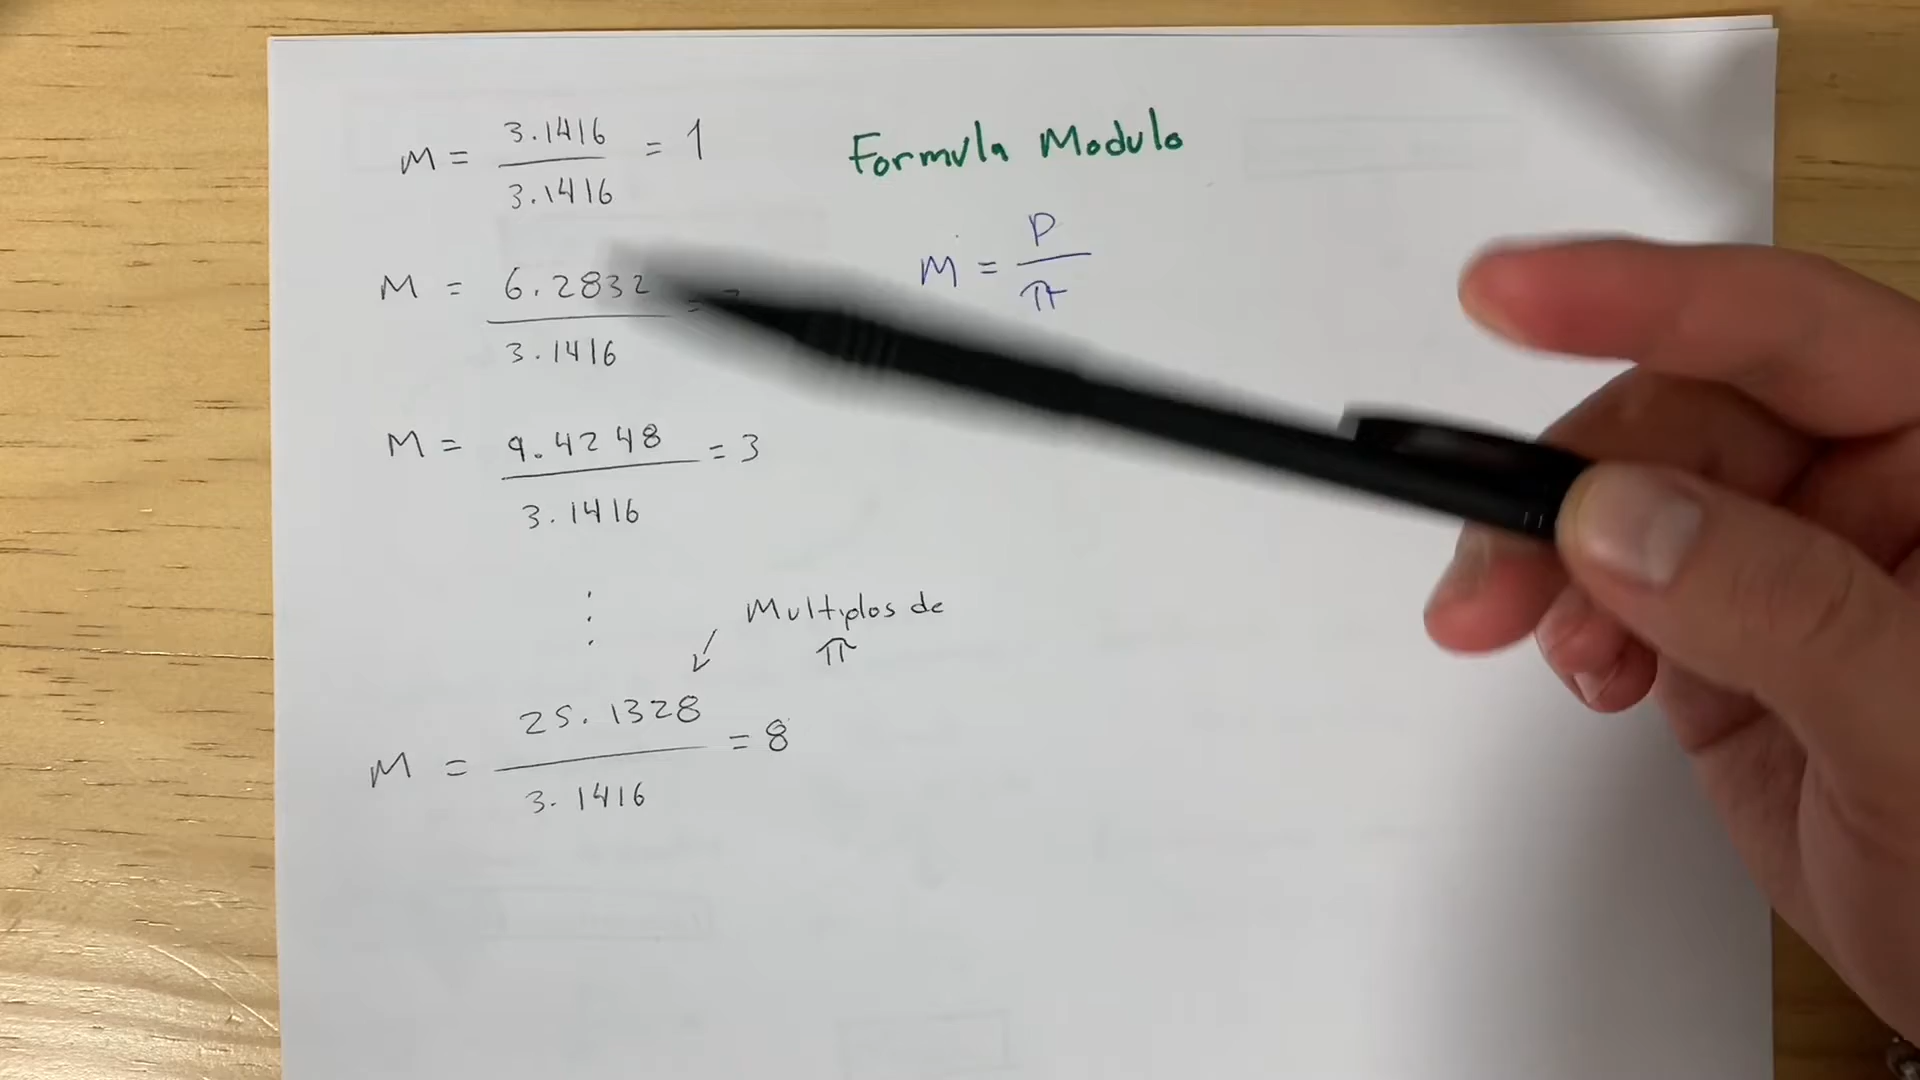 M = 3.1416 / 3.1416 = 1
Formula Modulo
M = P / π
M = 6.2832 / 3.1416 =
M = 9.4248 / 3.1416 = 3
⋮
Multiplos de
π
M = 25.1328 / 3.1416 = 8